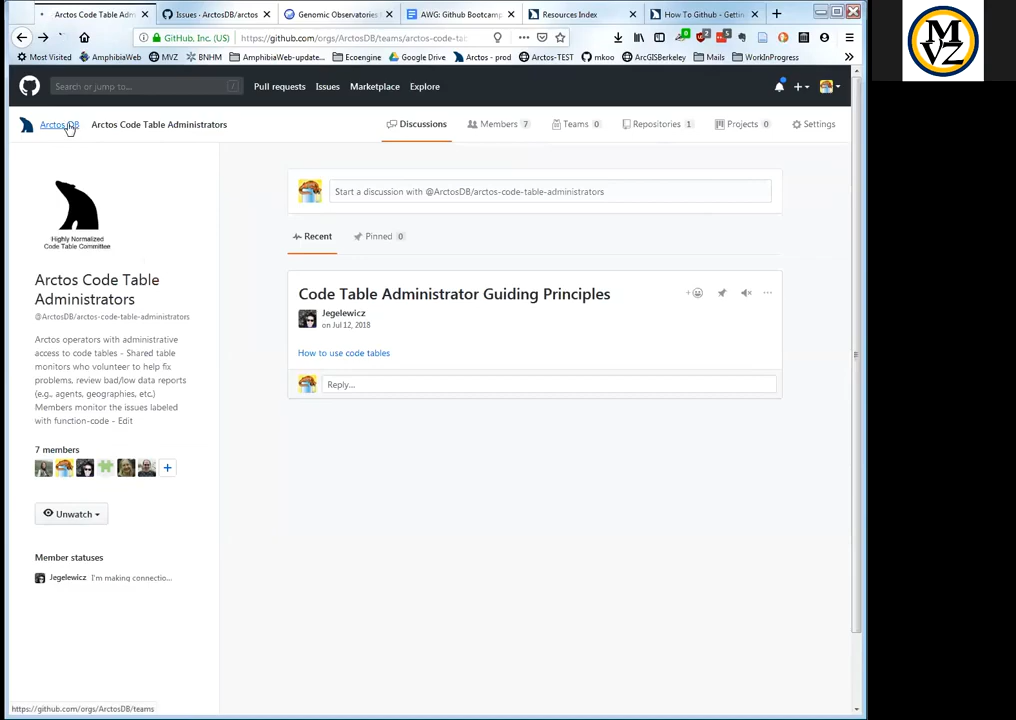 Arctos Code Table Adm
Issues · ArctosDB/arctos
Genomic Observatories
AWG: Github Bootcamp
Resources Index
How To Github - Gettin
GitHub, Inc. (US)
https://github.com/orgs/ArctosDB/teams/arctos-code-tab
Most Visited
AmphibiaWeb
MVZ
BNHM
AmphibiaWeb-update...
Ecoengine
Google Drive
Arctos - prod
Arctos-TEST
mkoo
ArcGISBerkeley
Mails
WorkInProgress
Search or jump to...
/
Pull requests
Issues
Marketplace
Explore
Arctos DB
Arctos Code Table Administrators
Discussions
Members 7
Teams 0
Repositories 1
Projects 0
Settings
Highly Normalized
Code Table Committee
Arctos Code Table
Administrators
@ArctosDB/arctos-code-table-administrators
Arctos operators with administrative
access to code tables - Shared table
monitors who volunteer to help fix
problems, review bad/low data reports
(e.g., agents, geographies, etc.)
Members monitor the issues labeled
with function-code - Edit
7 members
Unwatch
Member statuses
Jegelewicz I'm making connectio...
Start a discussion with @ArctosDB/arctos-code-table-administrators
Recent
Pinned 0
Code Table Administrator Guiding Principles
Jegelewicz
on Jul 12, 2018
How to use code tables
Reply...
https://github.com/orgs/ArctosDB/teams
MVZ